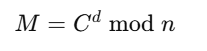 M = C^d mod n